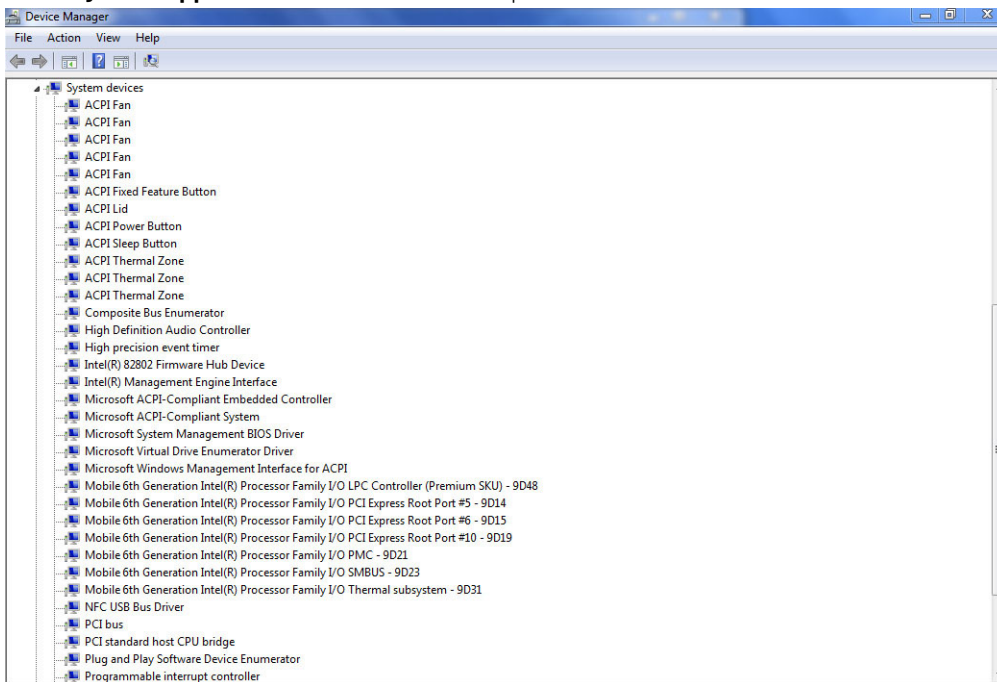 Device Manager
File Action View Help
System devices
ACPI Fan
ACPI Fan
ACPI Fan
ACPI Fan
ACPI Fan
ACPI Fixed Feature Button
ACPI Lid
ACPI Power Button
ACPI Sleep Button
ACPI Thermal Zone
ACPI Thermal Zone
ACPI Thermal Zone
Composite Bus Enumerator
High Definition Audio Controller
High precision event timer
Intel(R) 82802 Firmware Hub Device
Intel(R) Management Engine Interface
Microsoft ACPI-Compliant Embedded Controller
Microsoft ACPI-Compliant System
Microsoft System Management BIOS Driver
Microsoft Virtual Drive Enumerator Driver
Microsoft Windows Management Interface for ACPI
Mobile 6th Generation Intel(R) Processor Family I/O LPC Controller (Premium SKU) - 9D48
Mobile 6th Generation Intel(R) Processor Family I/O PCI Express Root Port #5 - 9D14
Mobile 6th Generation Intel(R) Processor Family I/O PCI Express Root Port #6 - 9D15
Mobile 6th Generation Intel(R) Processor Family I/O PCI Express Root Port #10 - 9D19
Mobile 6th Generation Intel(R) Processor Family I/O PMC - 9D21
Mobile 6th Generation Intel(R) Processor Family I/O SMBUS - 9D23
Mobile 6th Generation Intel(R) Processor Family I/O Thermal subsystem - 9D31
NFC USB Bus Driver
PCI bus
PCI standard host CPU bridge
Plug and Play Software Device Enumerator
Programmable interrupt controller